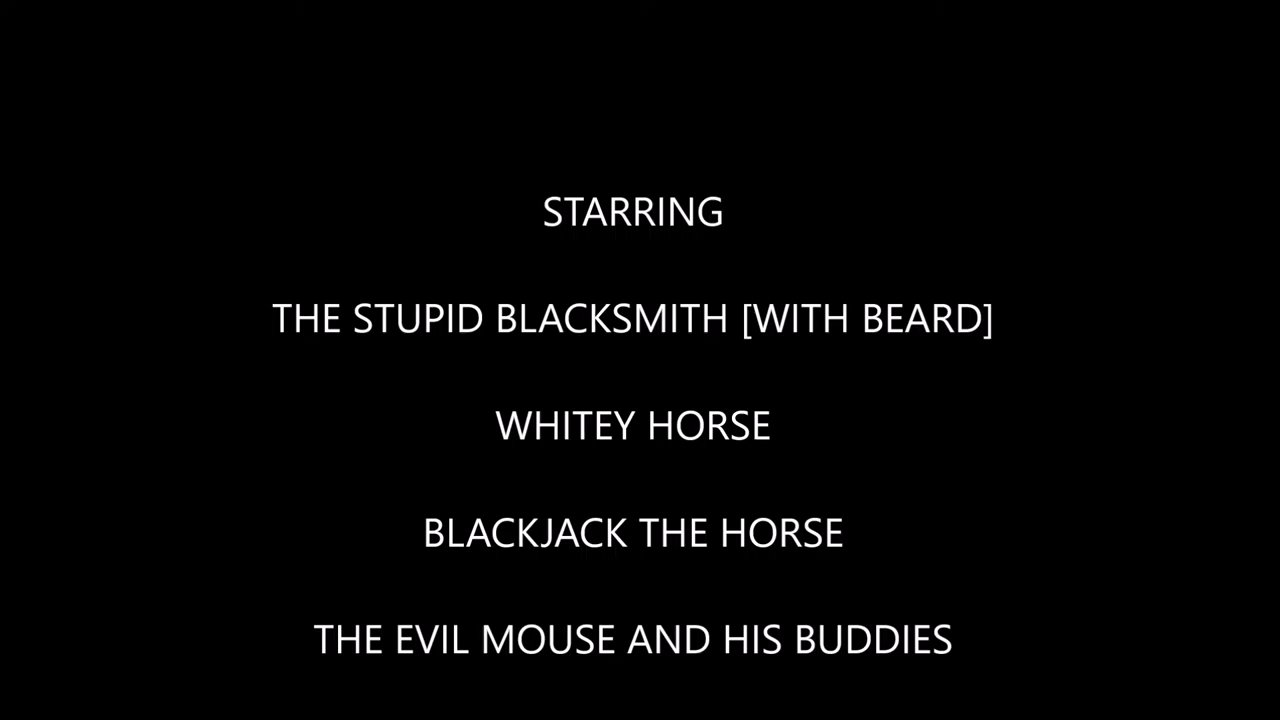 STARRING
THE STUPID BLACKSMITH [WITH BEARD]
WHITEY HORSE
BLACKJACK THE HORSE
THE EVIL MOUSE AND HIS BUDDIES